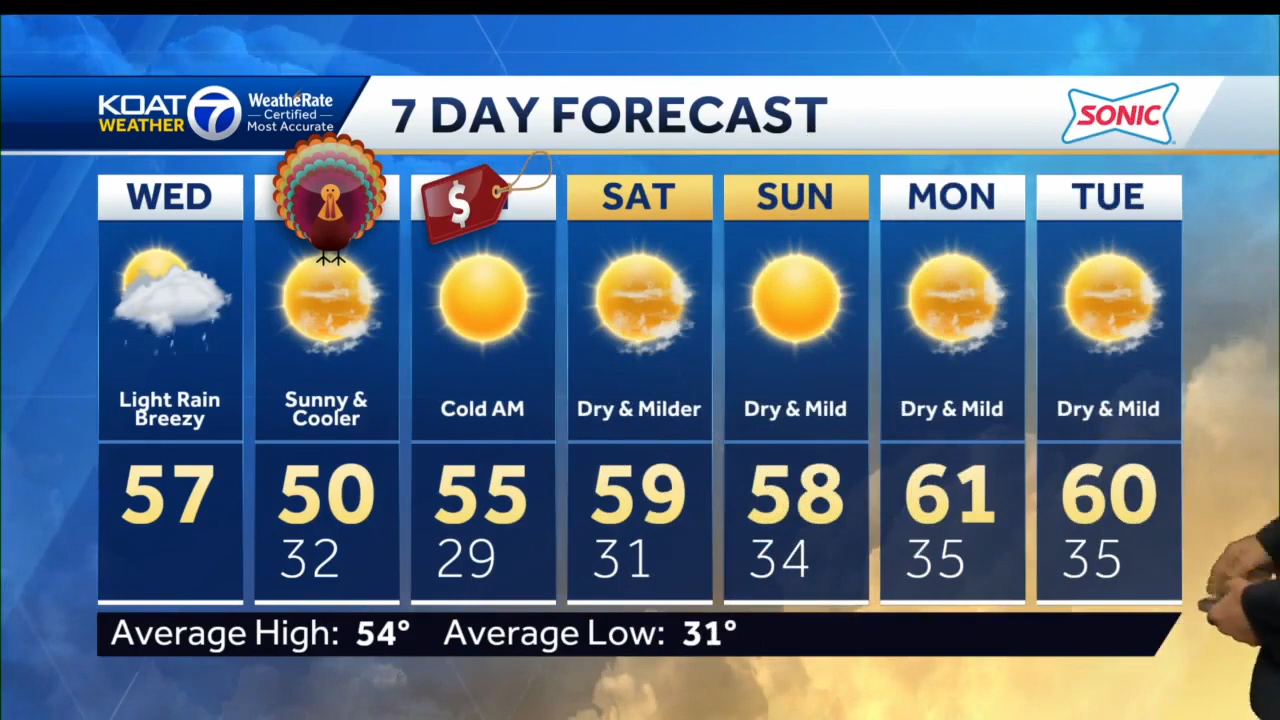 KOAT
WEATHER
7
WeatheRate
Certified
Most Accurate
7 DAY FORECAST
SONIC
WED
$
SAT
SUN
MON
TUE
Light Rain
Breezy
Sunny &
Cooler
Cold AM
Dry & Milder
Dry & Mild
Dry & Mild
Dry & Mild
57 50 55 59 58 61 60
32 29 31 34 35 35
Average High: 54° Average Low: 31°